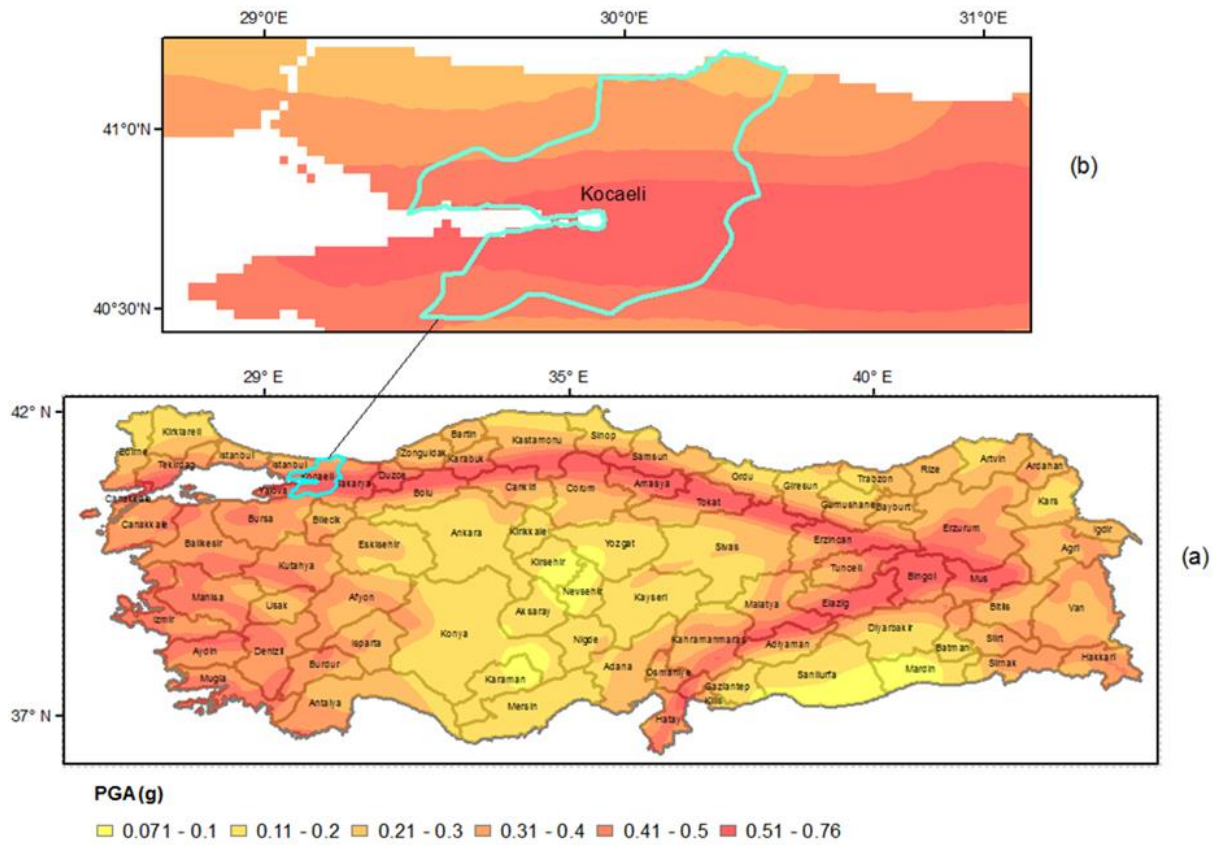 29°0'E 30°0'E 31°0'E
41°0'N
(b)
Kocaeli
40°30'N
29° E 35° E 40° E
42° N
Kirklareli
Edirne
Tekirdag
Istanbul
Istanbul
Kocaeli
Sakarya
Yalova
Duzce
Zonguldak
Bartin
Karabuk
Kastamonu
Sinop
Samsun
Ordu
Giresun
Trabzon
Rize
Artvin
Ardahan
Canakkale
Canakkale
Bursa
Bilecik
Bolu
Cankiri
Corum
Amasya
Tokat
Gumushane
Bayburt
Erzurum
Kars
Igdir
Agri
(a)
Balikesir
Kutahya
Eskisehir
Ankara
Kirikkale
Yozgat
Sivas
Erzincan
Kirsehir
Tunceli
Bingol
Mus
Manisa
Usak
Afyon
Nevsehir
Kayseri
Malatya
Elazig
Bitlis
Van
Izmir
Aksaray
Konya
Aydin
Denizli
Isparta
Burdur
Nigde
Kahramanmaras
Adiyaman
Diyarbakir
Batman
Siirt
Sirnak
Hakkari
Mugla
Antalya
Karaman
Mersin
Adana
Osmaniye
Gaziantep
Kilis
Sanilurfa
Mardin
Hatay
37° N
PGA (g)
0.071 - 0.1 0.11 - 0.2 0.21 - 0.3 0.31 - 0.4 0.41 - 0.5 0.51 - 0.76